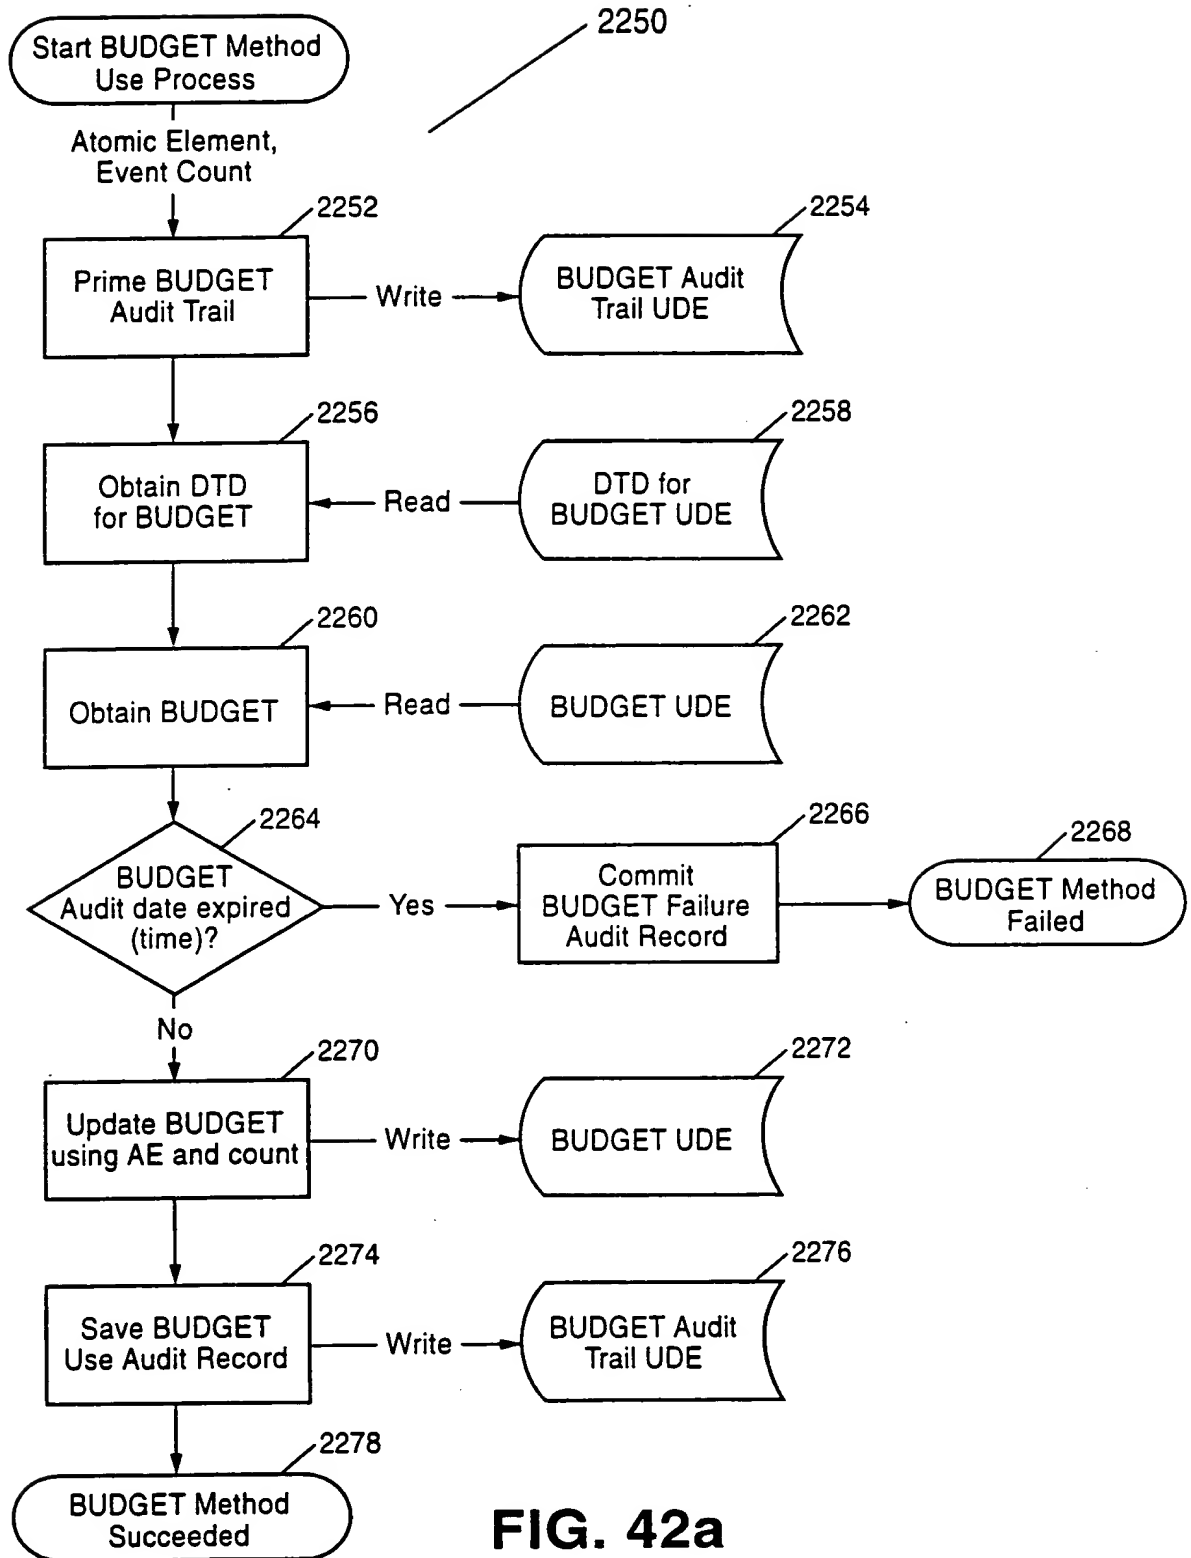 2250
Start BUDGET Method
Use Process
Atomic Element,
Event Count
2252
Prime BUDGET
Audit Trail
Write
2254
BUDGET Audit
Trail UDE
2256
Obtain DTD
for BUDGET
Read
2258
DTD for
BUDGET UDE
2260
Obtain BUDGET
Read
2262
BUDGET UDE
2264
BUDGET
Audit date expired
(time)?
Yes
2266
Commit
BUDGET Failure
Audit Record
2268
BUDGET Method
Failed
No
2270
Update BUDGET
using AE and count
Write
2272
BUDGET UDE
2274
Save BUDGET
Use Audit Record
Write
2276
BUDGET Audit
Trail UDE
2278
BUDGET Method
Succeeded
FIG. 42a